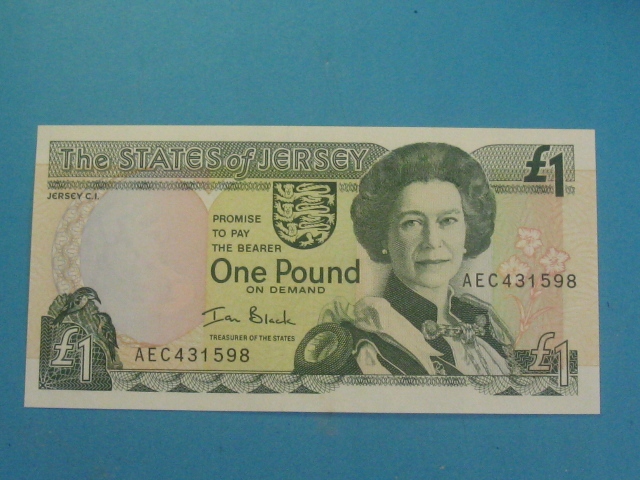 The STATES of JERSEY
£1
JERSEY C.I.
PROMISE
TO PAY
THE BEARER
One Pound
ON DEMAND
AEC431598
Ian Black
TREASURER OF THE STATES
AEC431598
£1
£1